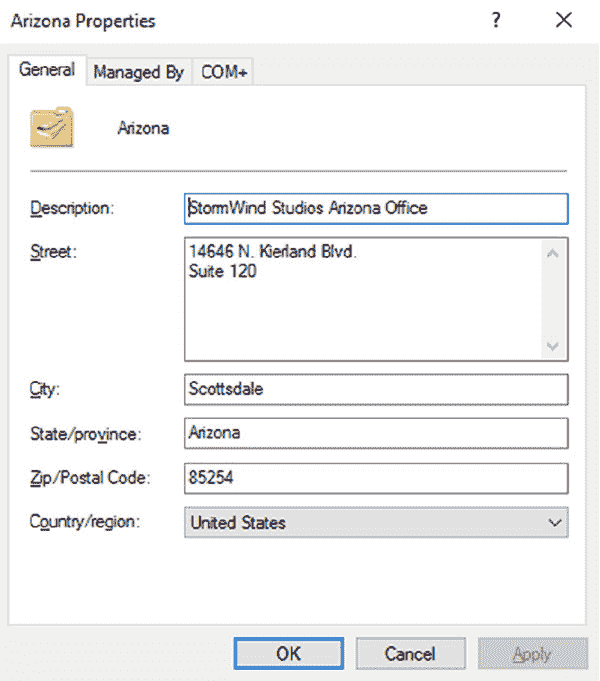 Arizona Properties ?
General Managed By COM+
Arizona
Description: StormWind Studios Arizona Office
Street: 14646 N. Kierland Blvd.
Suite 120
City: Scottsdale
State/province: Arizona
Zip/Postal Code: 85254
Country/region: United States
OK Cancel Apply